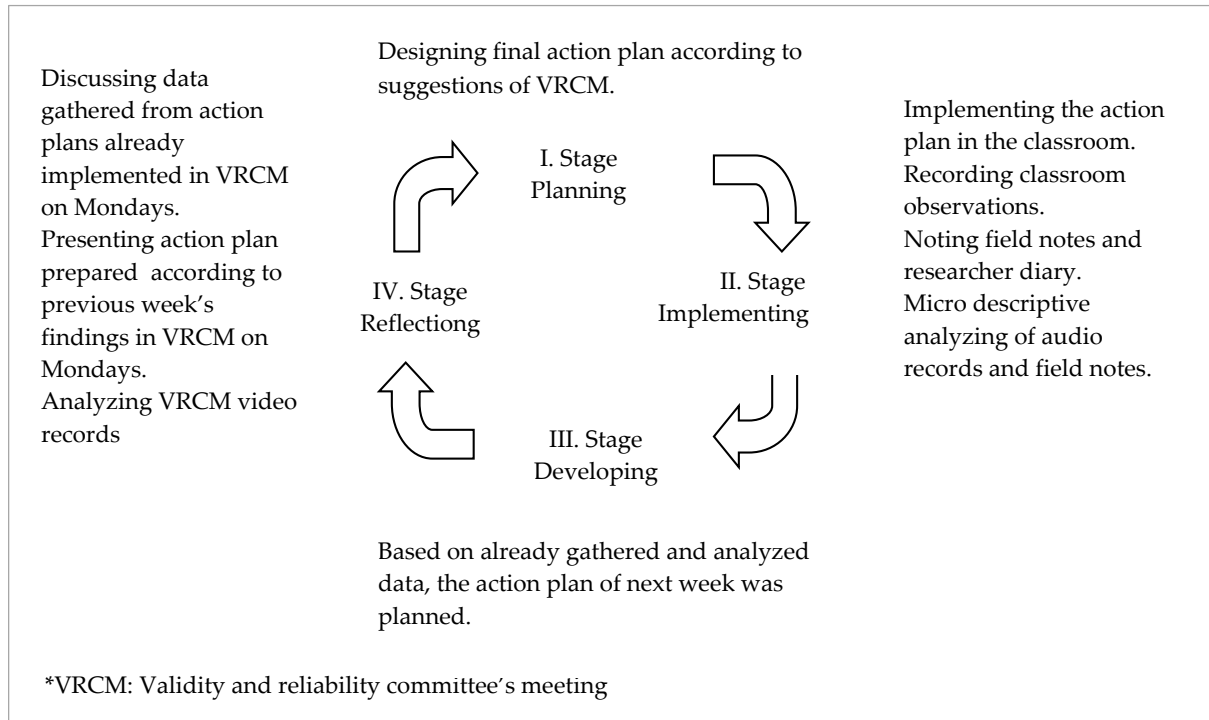 Designing final action plan according to
suggestions of VRCM.
Discussing data
gathered from action
plans already
implemented in VRCM
on Mondays.
Presenting action plan
prepared according to
previous week's
findings in VRCM on
Mondays.
Analyzing VRCM video
records
I. Stage
Planning
Implementing the action
plan in the classroom.
Recording classroom
observations.
Noting field notes and
researcher diary.
Micro descriptive
analyzing of audio
records and field notes.
IV. Stage
Reflectiong
II. Stage
Implementing
III. Stage
Developing
Based on already gathered and analyzed
data, the action plan of next week was
planned.
*VRCM: Validity and reliability committee's meeting